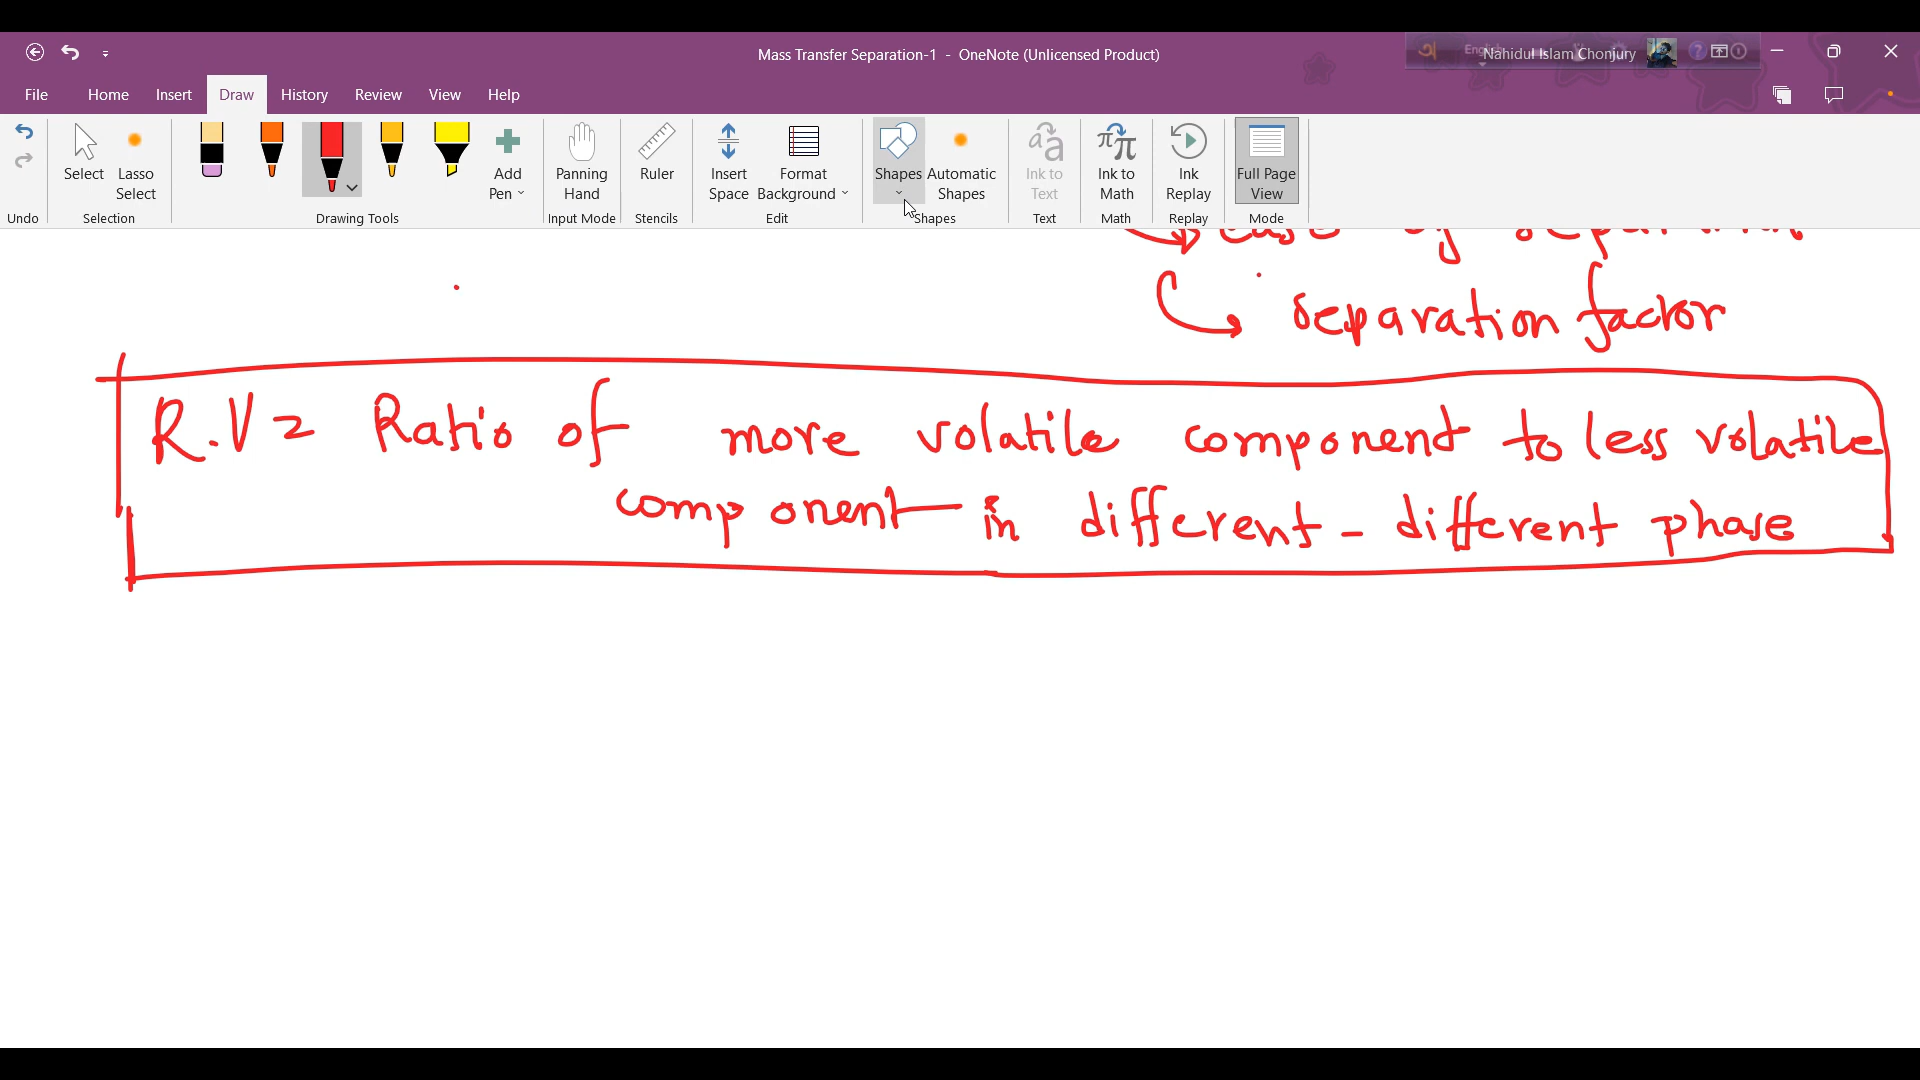 Mass Transfer Separation-1 - OneNote (Unlicensed Product)
Nahidul Islam Chonjury
File Home Insert Draw History Review View Help
Select Lasso Select Add Pen Panning Hand Ruler Insert Space Format Background Shapes Automatic Shapes Ink to Text Ink to Math Ink Replay Full Page View
Undo Selection Drawing Tools Input Mode Stencils Edit Shapes Text Math Replay Mode
separation factor
R.V = Ratio of more volatile component to less volatile
component in different - different phase